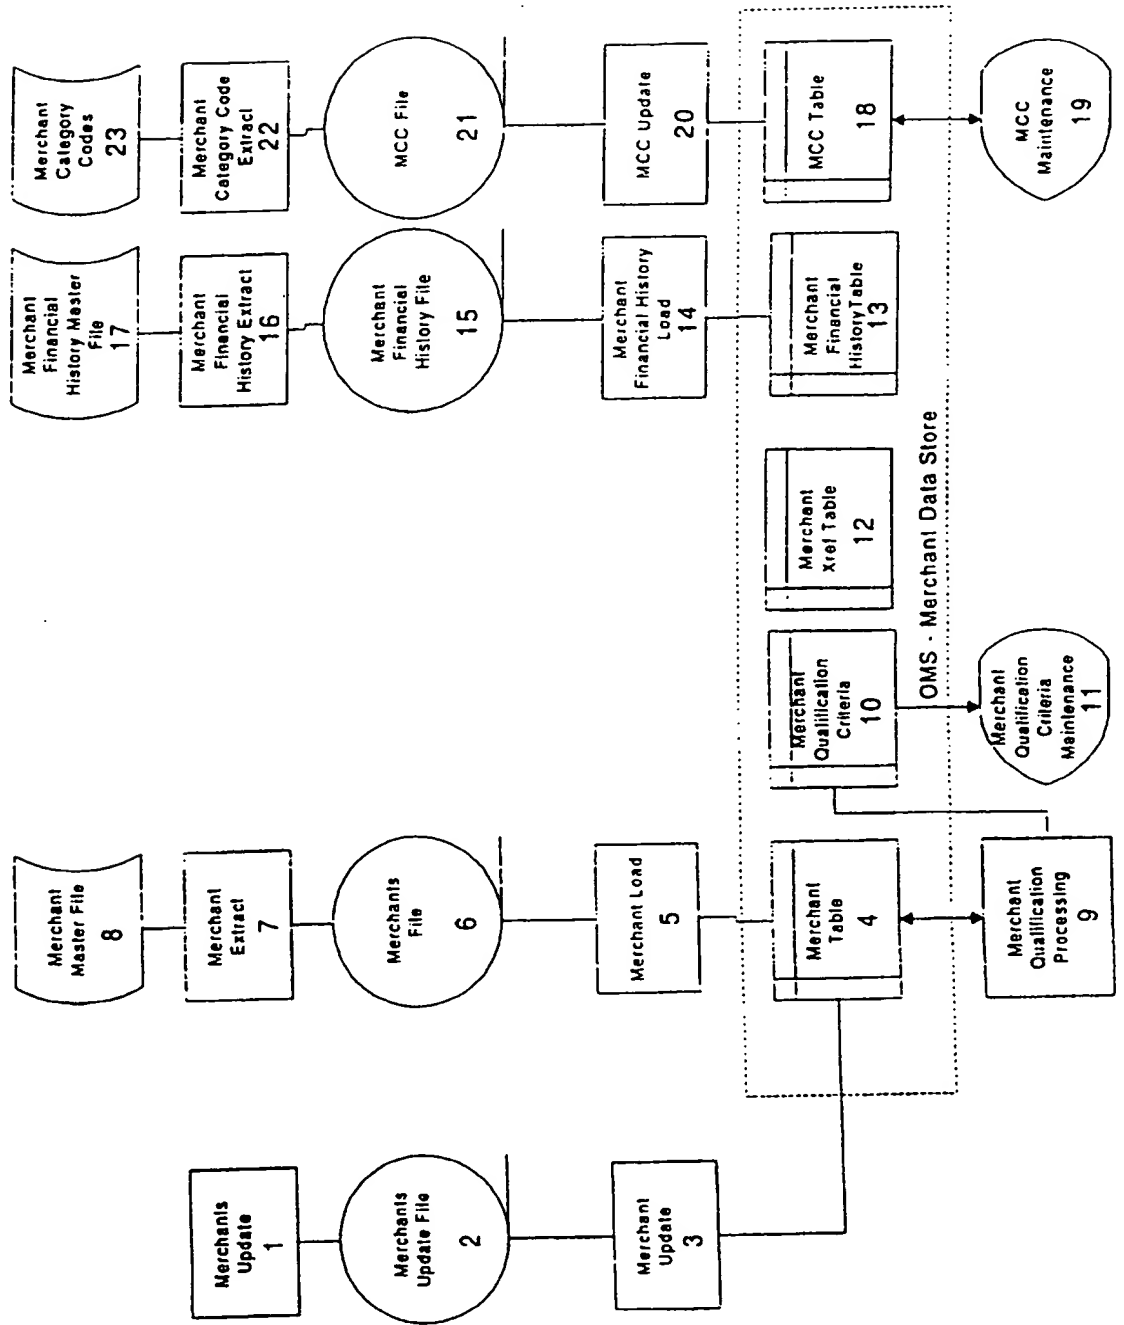 Merchants
Update
1
Merchants
Update File
2
Merchant
Update
3
Merchant
Master File
8
Merchant
Extract
7
Merchants
File
6
Merchant Load
5
Merchant
Table
4
Merchant
Qualification
Processing
9
Merchant
Qualification
Criteria
10
Merchant
Qualification
Criteria
Maintenance
11
Merchant
Xref Table
12
OMS - Merchant Data Store
Merchant
Financial
History Master
File
17
Merchant
Financial
History Extract
16
Merchant
Financial
History File
15
Merchant
Financial History
Load
14
Merchant
Financial
HistoryTable
13
Merchant
Category
Codes
23
Merchant
Category Code
Extract
22
MCC File
21
MCC Update
20
MCC Table
18
MCC
Maintenance
19